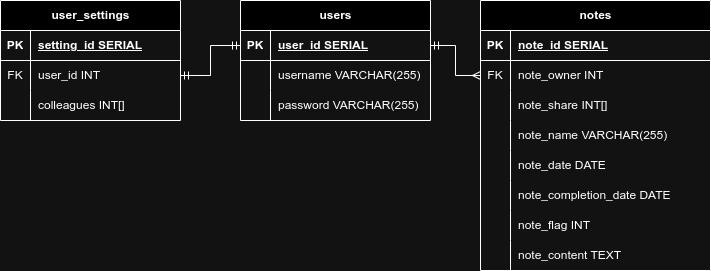 user_settings
PK setting_id SERIAL
FK user_id INT
colleagues INT[]
users
PK user_id SERIAL
username VARCHAR(255)
password VARCHAR(255)
notes
PK note_id SERIAL
FK note_owner INT
note_share INT[]
note_name VARCHAR(255)
note_date DATE
note_completion_date DATE
note_flag INT
note_content TEXT